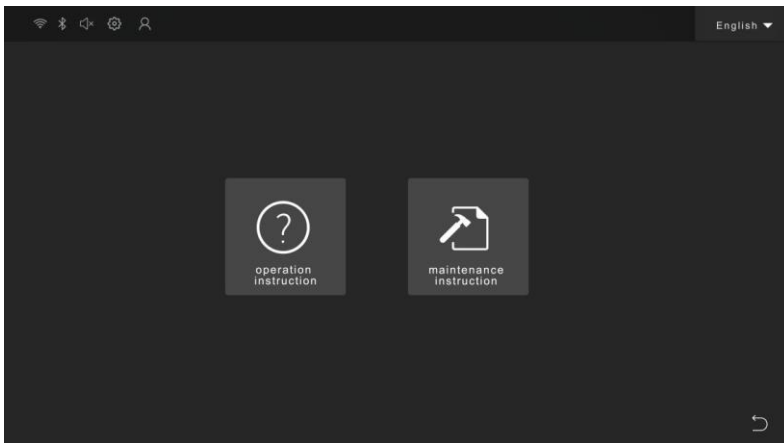 English
?
operation
instruction
maintenance
instruction